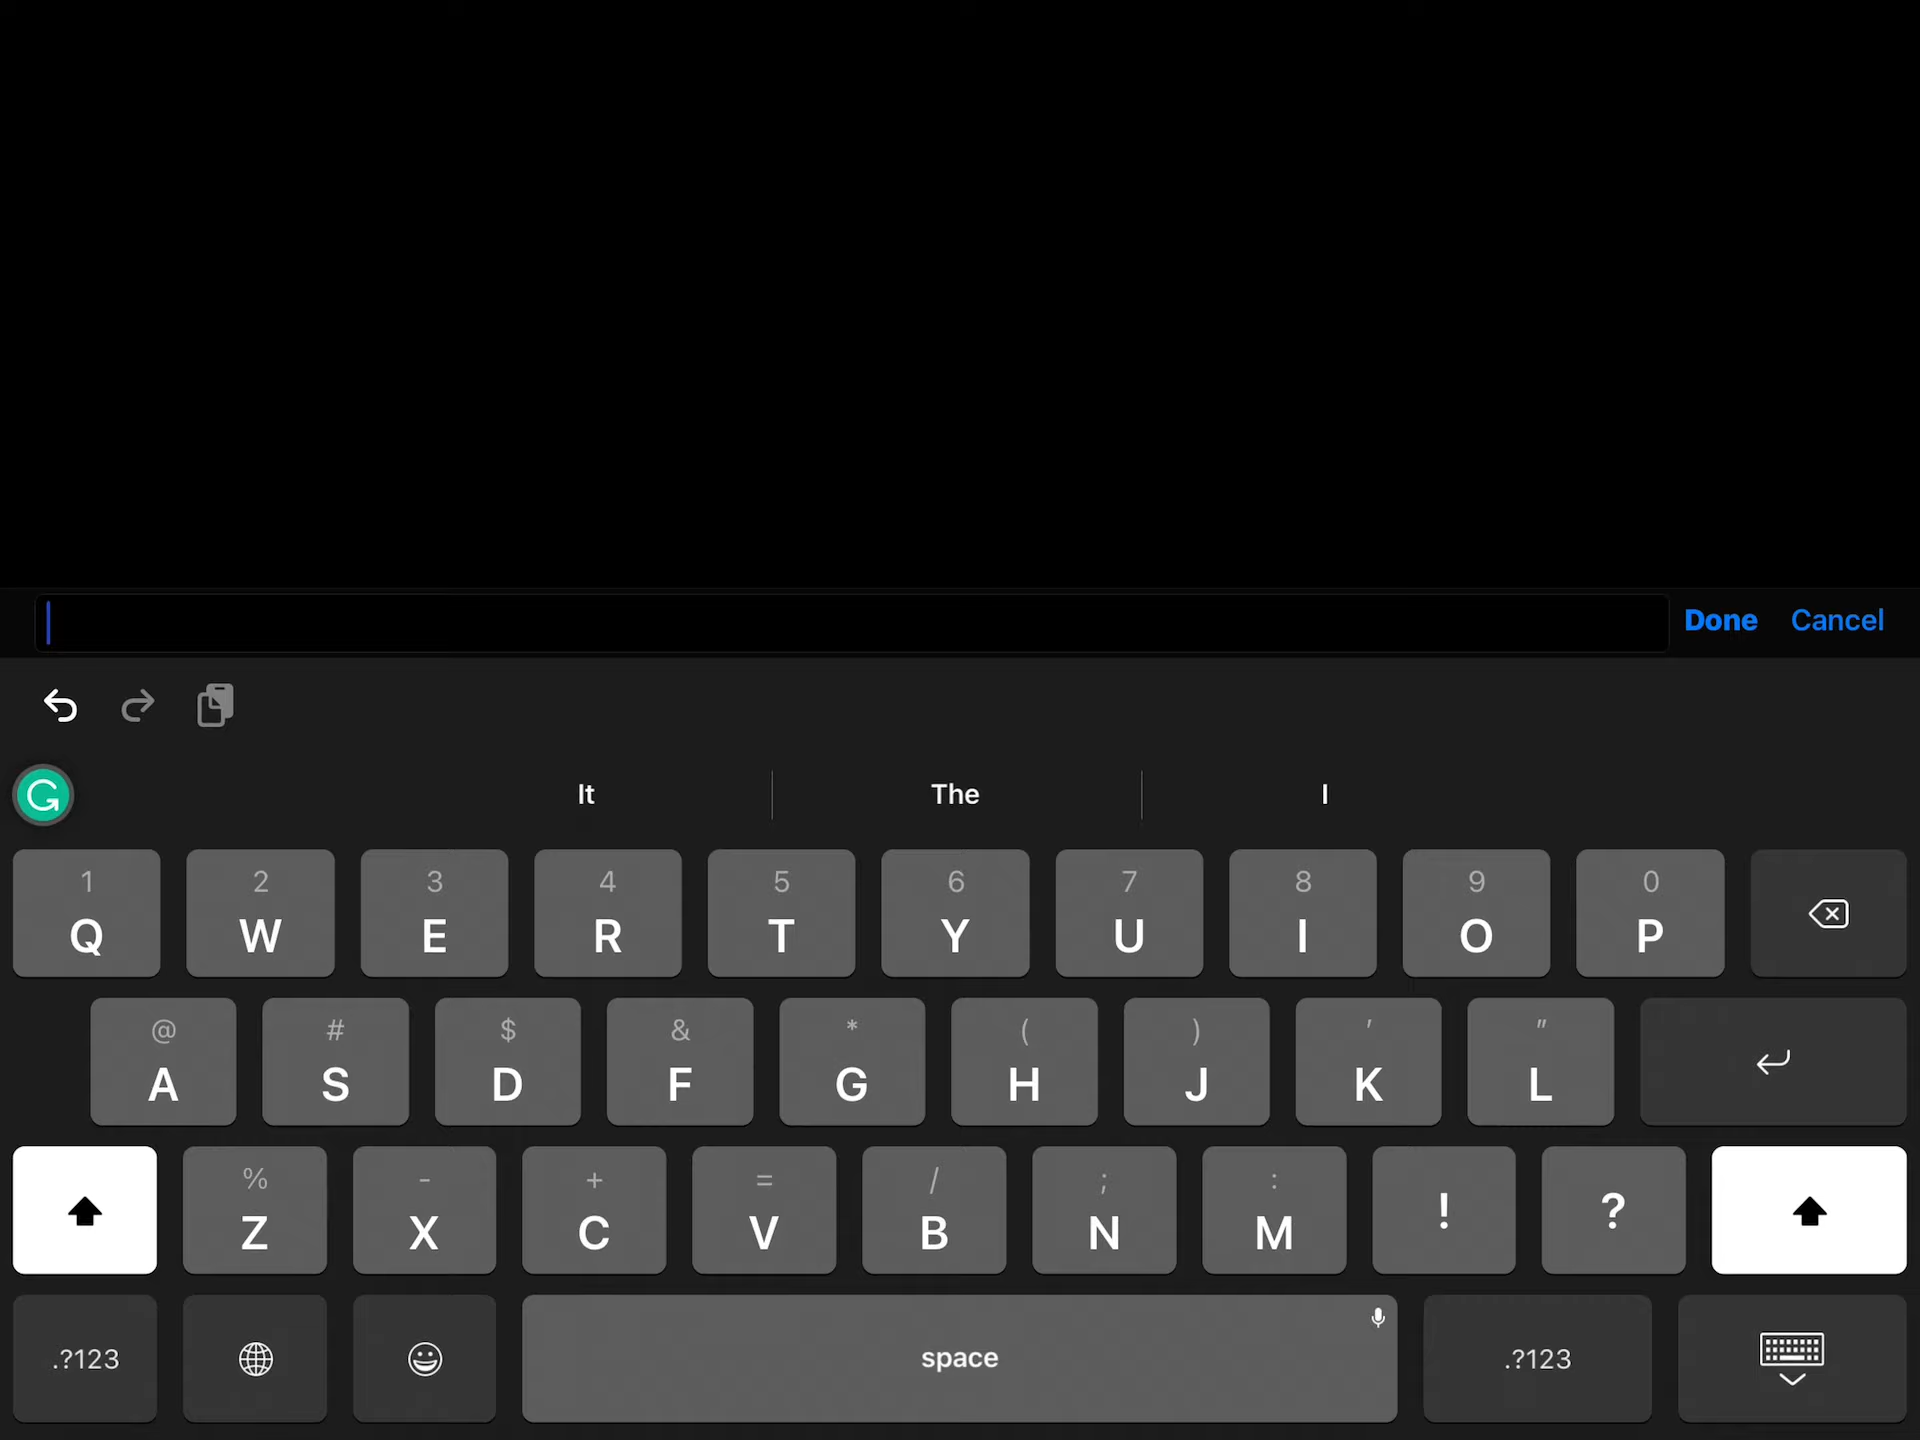 Done Cancel
It The I
1 2 3 4 5 6 7 8 9 0
Q W E R T Y U I O P
@ # $ & * ( ) ' "
A S D F G H J K L
% - + = / ; :
Z X C V B N M ! ?
.?123 space .?123